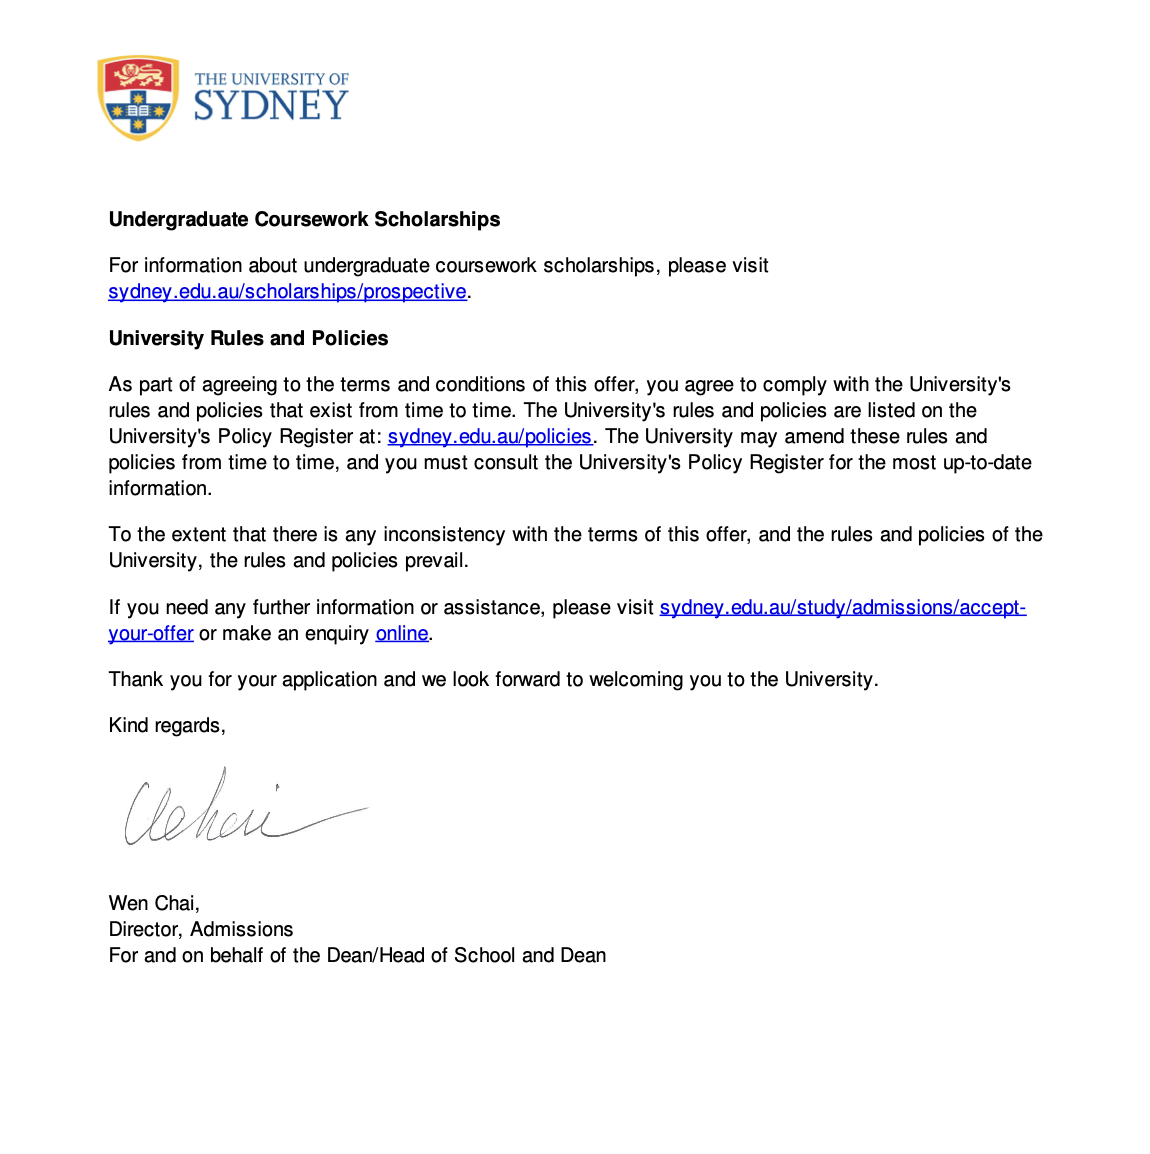 THE UNIVERSITY OF
SYDNEY
Undergraduate Coursework Scholarships
For information about undergraduate coursework scholarships, please visit
sydney.edu.au/scholarships/prospective.
University Rules and Policies
As part of agreeing to the terms and conditions of this offer, you agree to comply with the University's
rules and policies that exist from time to time. The University's rules and policies are listed on the
University's Policy Register at: sydney.edu.au/policies. The University may amend these rules and
policies from time to time, and you must consult the University's Policy Register for the most up-to-date
information.
To the extent that there is any inconsistency with the terms of this offer, and the rules and policies of the
University, the rules and policies prevail.
If you need any further information or assistance, please visit sydney.edu.au/study/admissions/accept-
your-offer or make an enquiry online.
Thank you for your application and we look forward to welcoming you to the University.
Kind regards,
Wen Chai,
Director, Admissions
For and on behalf of the Dean/Head of School and Dean